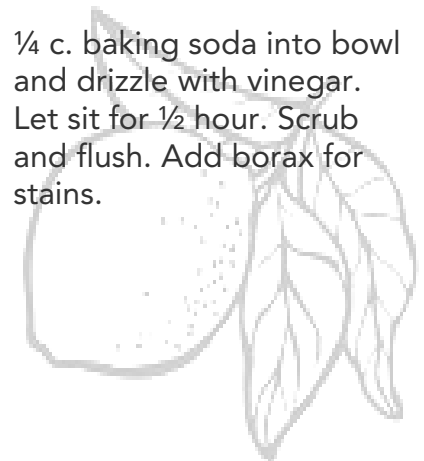 ¼ c. baking soda into bowl
and drizzle with vinegar.
Let sit for ½ hour. Scrub
and flush. Add borax for
stains.